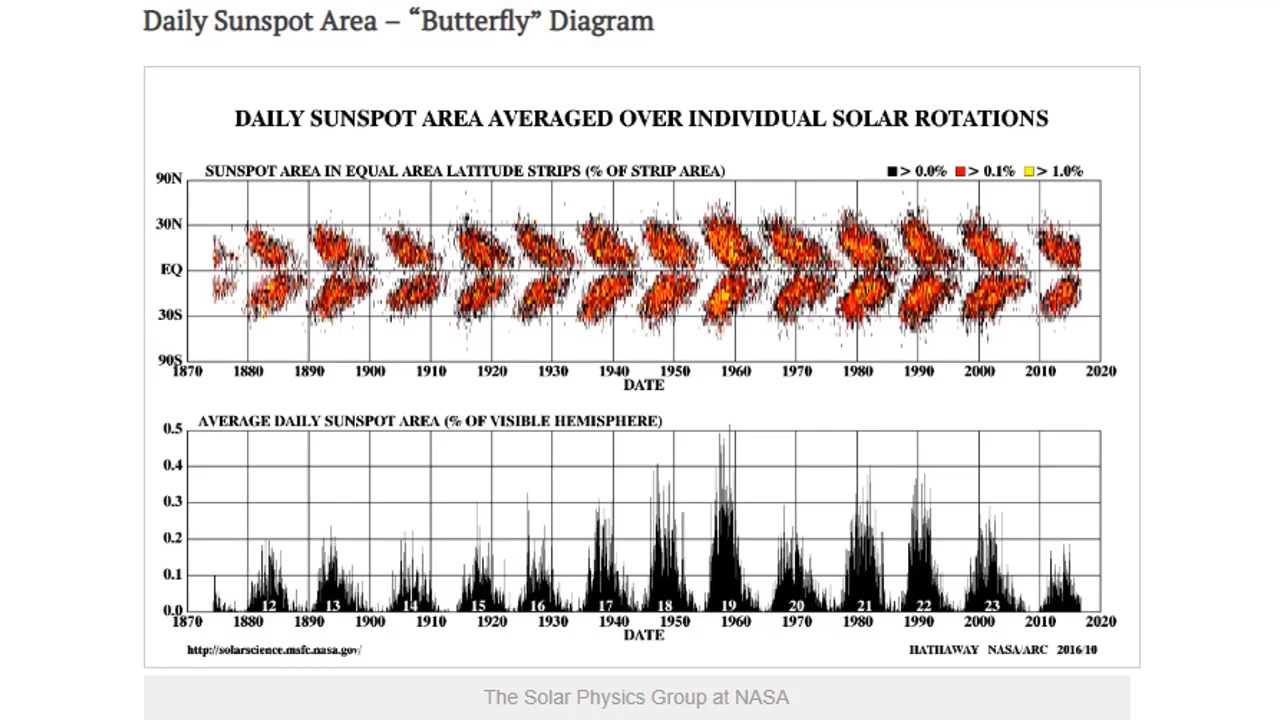 Daily Sunspot Area – “Butterfly” Diagram
DAILY SUNSPOT AREA AVERAGED OVER INDIVIDUAL SOLAR ROTATIONS
SUNSPOT AREA IN EQUAL AREA LATITUDE STRIPS (% OF STRIP AREA) > 0.0% > 0.1% > 1.0%
90N
30N
EQ
30S
90S
1870 1880 1890 1900 1910 1920 1930 1940 1950 1960 1970 1980 1990 2000 2010 2020
DATE
AVERAGE DAILY SUNSPOT AREA (% OF VISIBLE HEMISPHERE)
0.5
0.4
0.3
0.2
0.1
0.0
12 13 14 15 16 17 18 19 20 21 22 23
1870 1880 1890 1900 1910 1920 1930 1940 1950 1960 1970 1980 1990 2000 2010 2020
DATE
http://solarscience.msfc.nasa.gov/ HATHAWAY NASA/ARC 2016/10
The Solar Physics Group at NASA